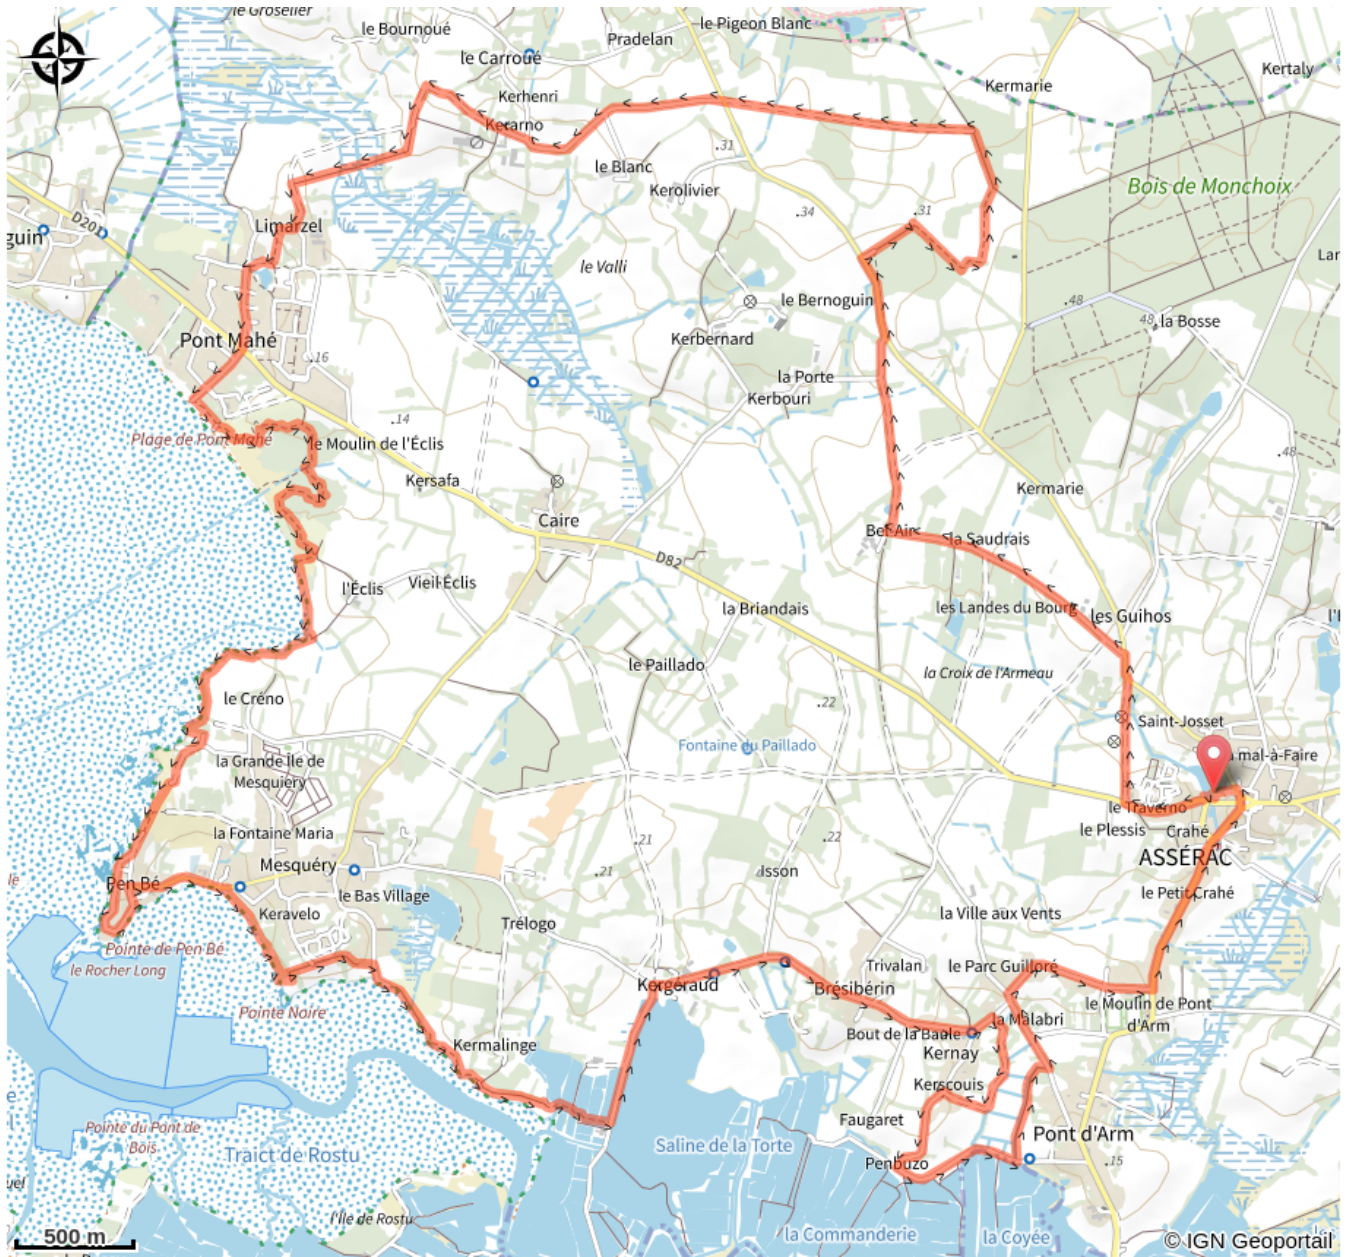 le Groseller
le Bournoué
le Pigeon Blanc
Pradelan
le Carroué
Kertaly
Kermarie
Kerhenri
Kerarno
.31
le Blanc
Kerolivier
Bois de Monchoix
.34
.31
D201
Limarzel
guin
Lar
le Valli
le Bernoguin
.48
48
la Bosse
Pont Mahé
Kerbernard
.16
la Porte
Kerbouri
.14
Plage de Pont Mahé
le Moulin de l'Éclis
.48
Kersafa
Kermarie
Caire
Bel Air
la Saudrais
D82
l'Éclis
Vieil Éclis
la Briandais
les Landes du Bourg
les Guihos
le Paillado
la Croix de l'Armeau
le Créno
.22
Saint-Josset
Fontaine du Paillado
mal-à-Faire
la Grande Île de
Mesquéry
le Traverno
la Fontaine Maria
.21
.22
le Plessis
Crahé
ASSÉRAC
Mesquéry
.21
Isson
Pen Bé
le Bas Village
le Petit Crahé
Keravelo
la Ville aux Vents
Trélogo
Pointe de Pen Bé
le Rocher Long
Trivalan
le Parc Guilloré
Kergeraud
Brésibérin
le Moulin de Pont
d'Arm
Pointe Noire
la Malabri
Bout de la Baule
Kermalinge
Kernay
Kerscouis
Faugaret
Pointe du Pont de
Bois
Pont d'Arm
Saline de la Torte
Traict de Rostu
Penbuzo
.15
l'Île de Rostu
la Commanderie
la Coyée
500 m
© IGN Geoportail